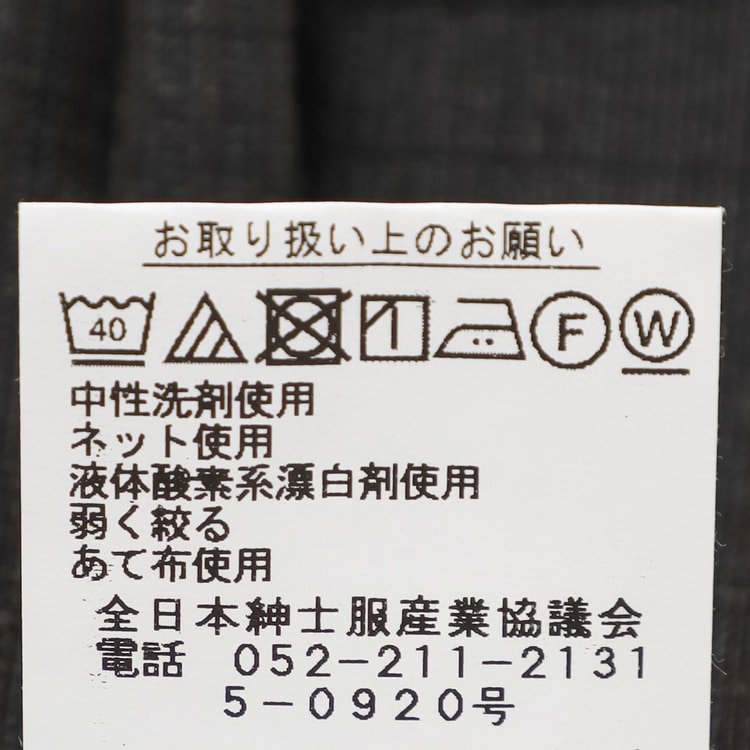 お取り扱い上のお願い
40 F W
中性洗剤使用
ネット使用
液体酸素系漂白剤使用
弱く絞る
あて布使用
全日本紳士服産業協議会
電話 052-211-2131
5-0920号